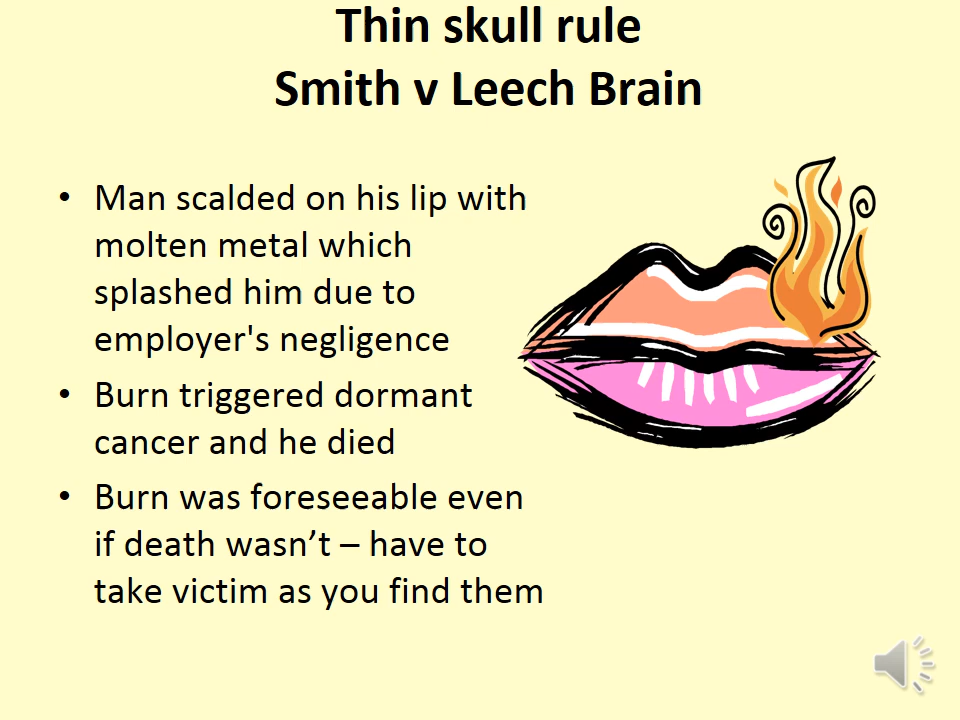 Thin skull rule
Smith v Leech Brain
• Man scalded on his lip with
molten metal which
splashed him due to
employer's negligence
• Burn triggered dormant
cancer and he died
• Burn was foreseeable even
if death wasn’t – have to
take victim as you find them